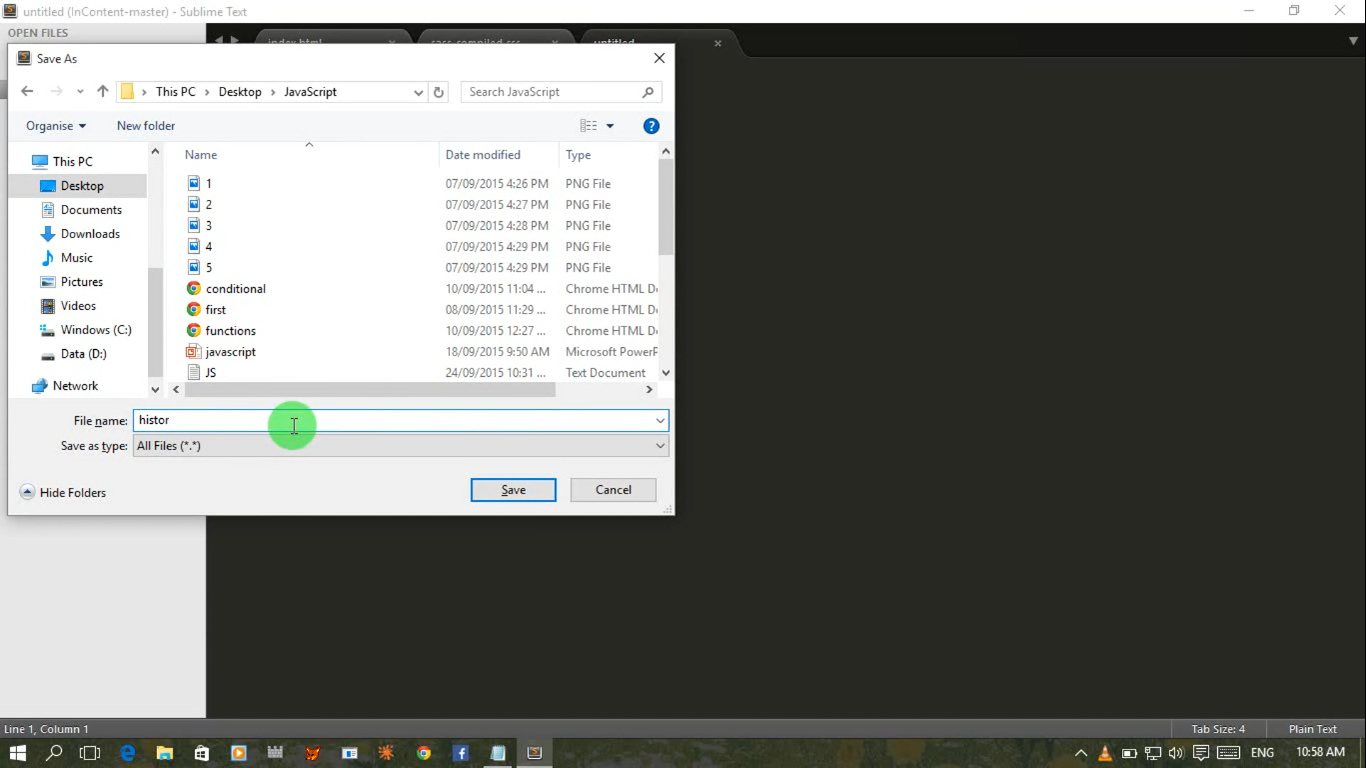 untitled (InContent-master) - Sublime Text
OPEN FILES
index.html
sass-compiled.css
untitled
Save As
This PC > Desktop > JavaScript
Search JavaScript
Organise
New folder
Name
Date modified
Type
This PC
Desktop
Documents
Downloads
Music
Pictures
Videos
Windows (C:)
Data (D:)
Network
1 07/09/2015 4:26 PM PNG File
2 07/09/2015 4:27 PM PNG File
3 07/09/2015 4:28 PM PNG File
4 07/09/2015 4:29 PM PNG File
5 07/09/2015 4:29 PM PNG File
conditional 10/09/2015 11:04 ... Chrome HTML D
first 08/09/2015 11:29 ... Chrome HTML D
functions 10/09/2015 12:27 ... Chrome HTML D
javascript 18/09/2015 9:50 AM Microsoft PowerP
JS 24/09/2015 10:31 ... Text Document
File name: histor
Save as type: All Files (*.*)
Hide Folders
Save
Cancel
Line 1, Column 1
Tab Size: 4
Plain Text
ENG
10:58 AM